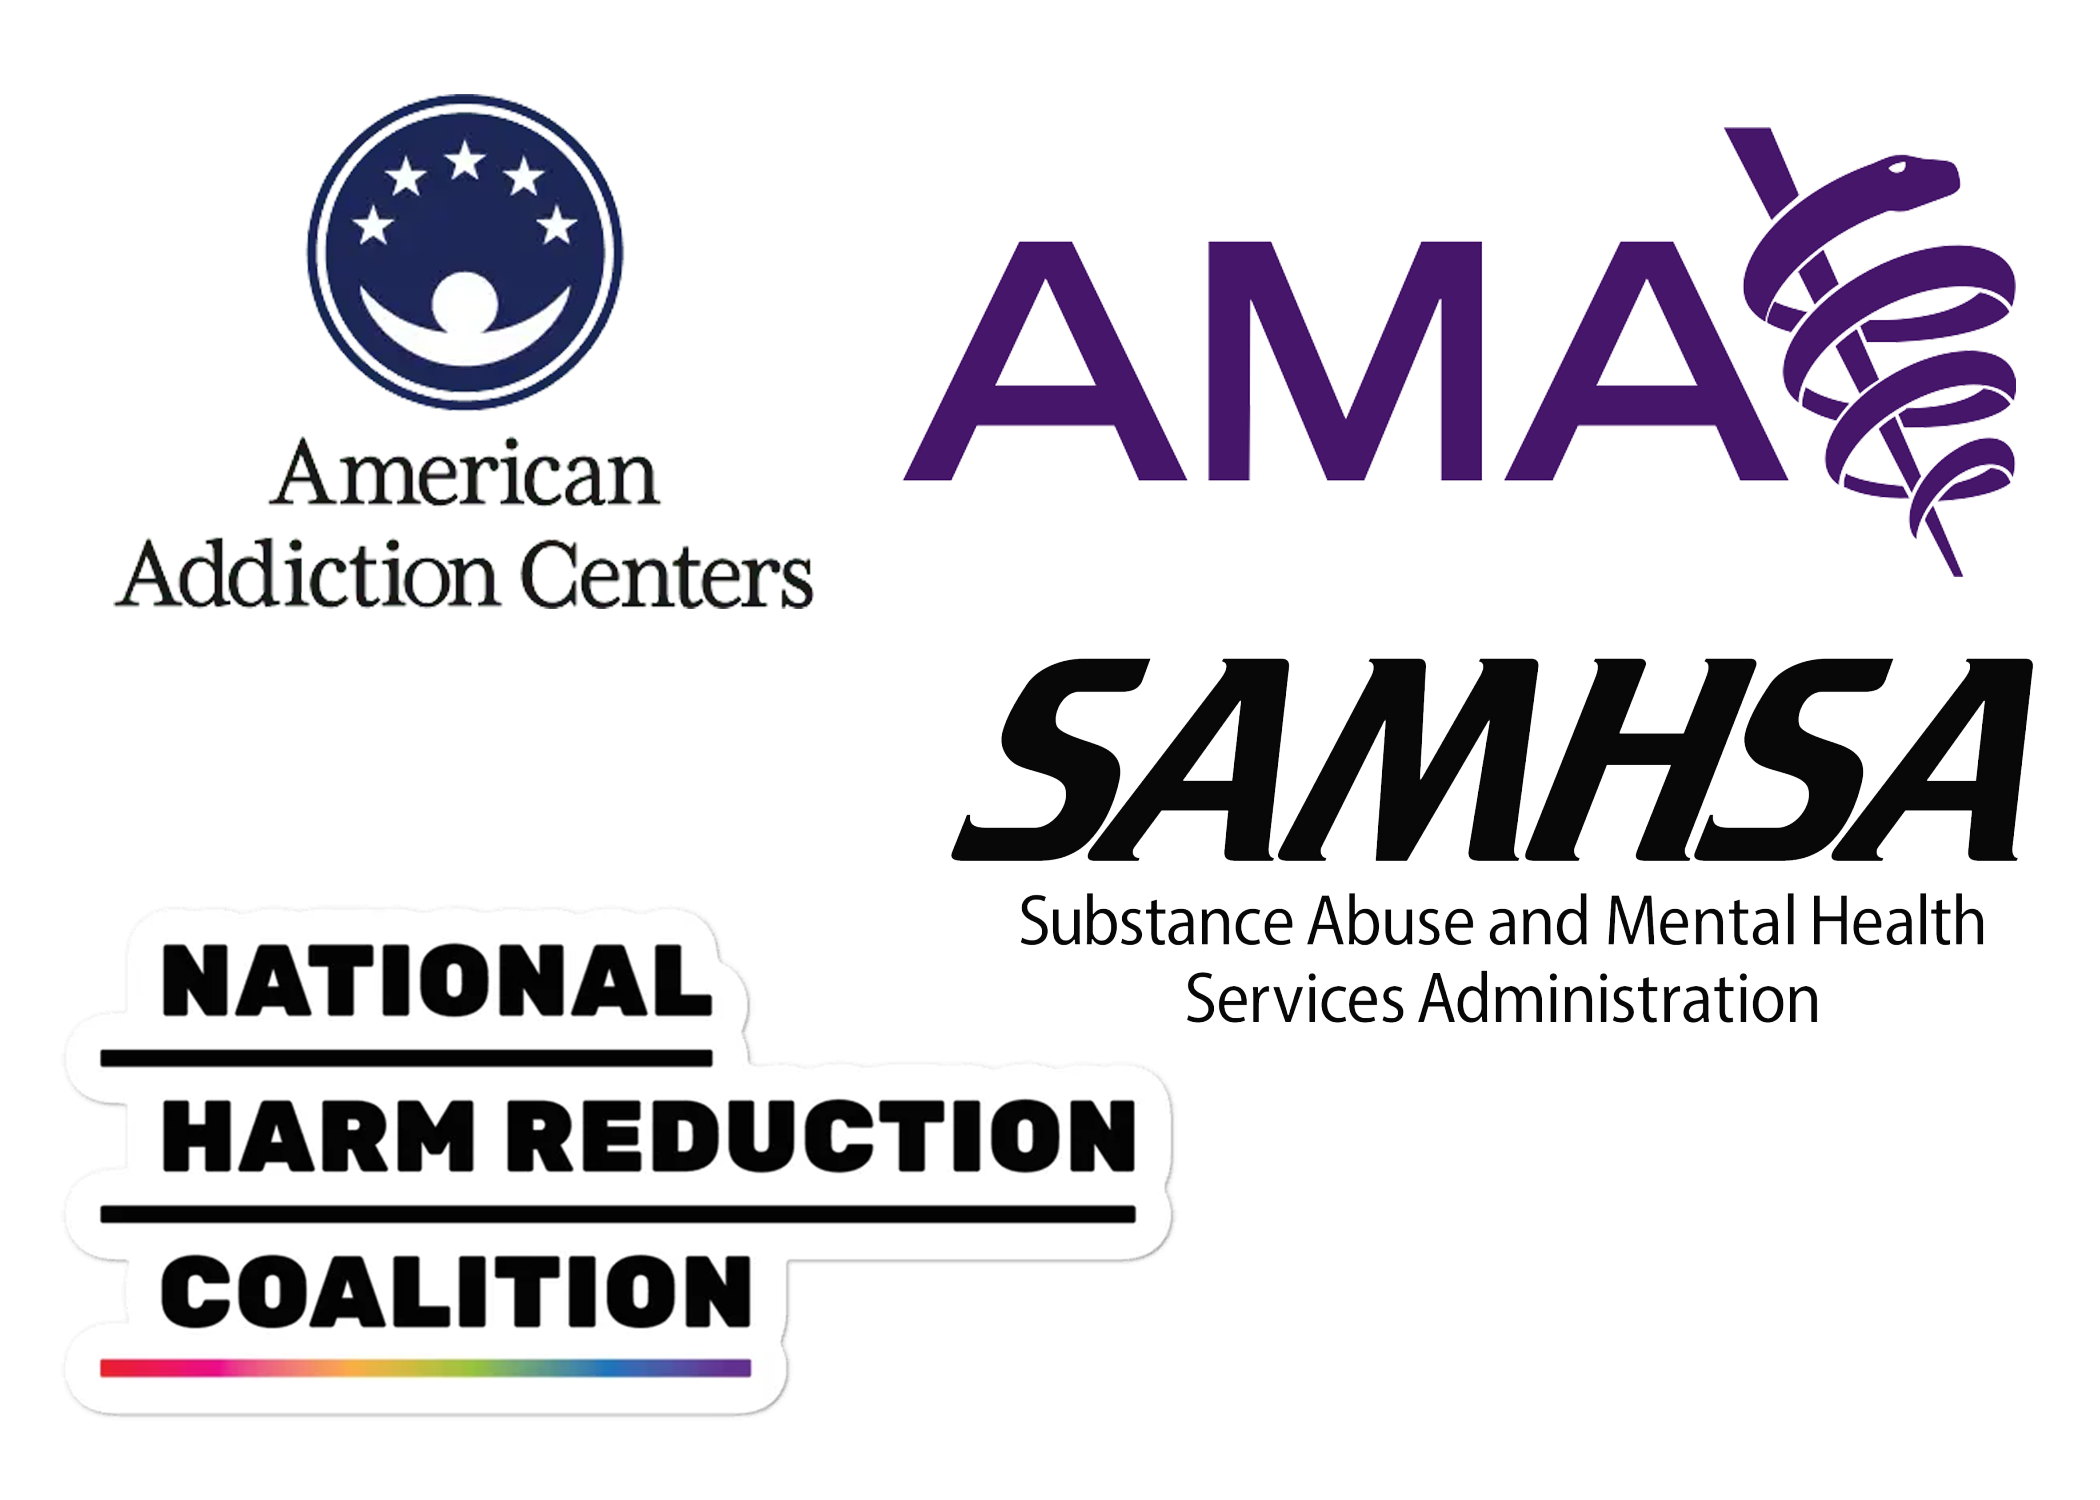 American
Addiction Centers
AMA
SAMHSA
Substance Abuse and Mental Health
Services Administration
NATIONAL
HARM REDUCTION
COALITION